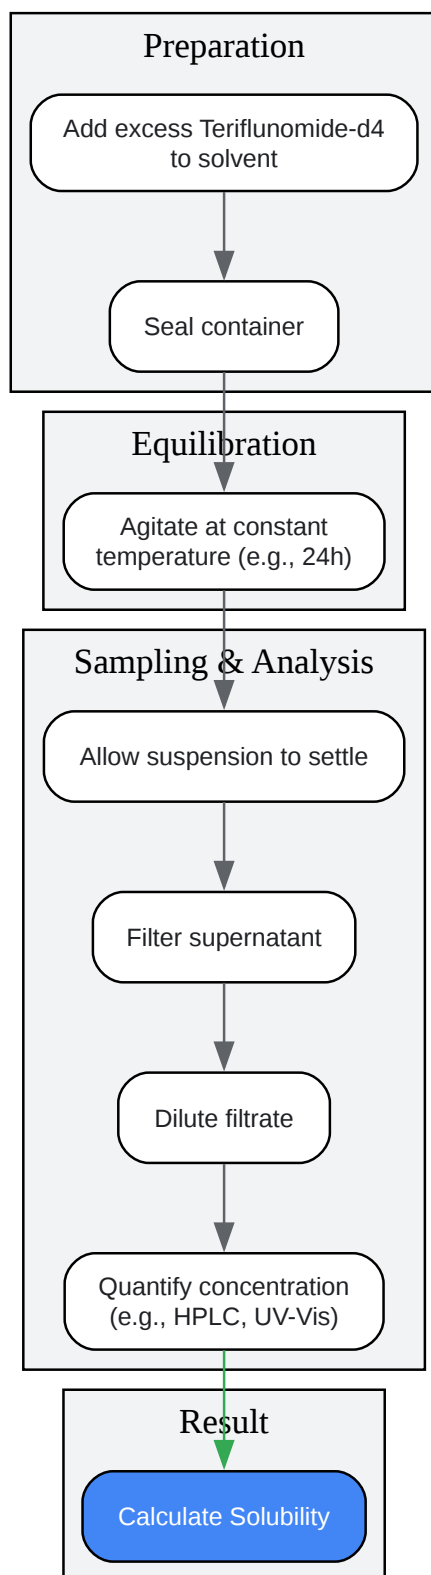 Preparation
Add excess Teriflunomide-d4
to solvent
Seal container
Equilibration
Agitate at constant
temperature (e.g., 24h)
Sampling & Analysis
Allow suspension to settle
Filter supernatant
Dilute filtrate
Quantify concentration
(e.g., HPLC, UV-Vis)
Result
Calculate Solubility